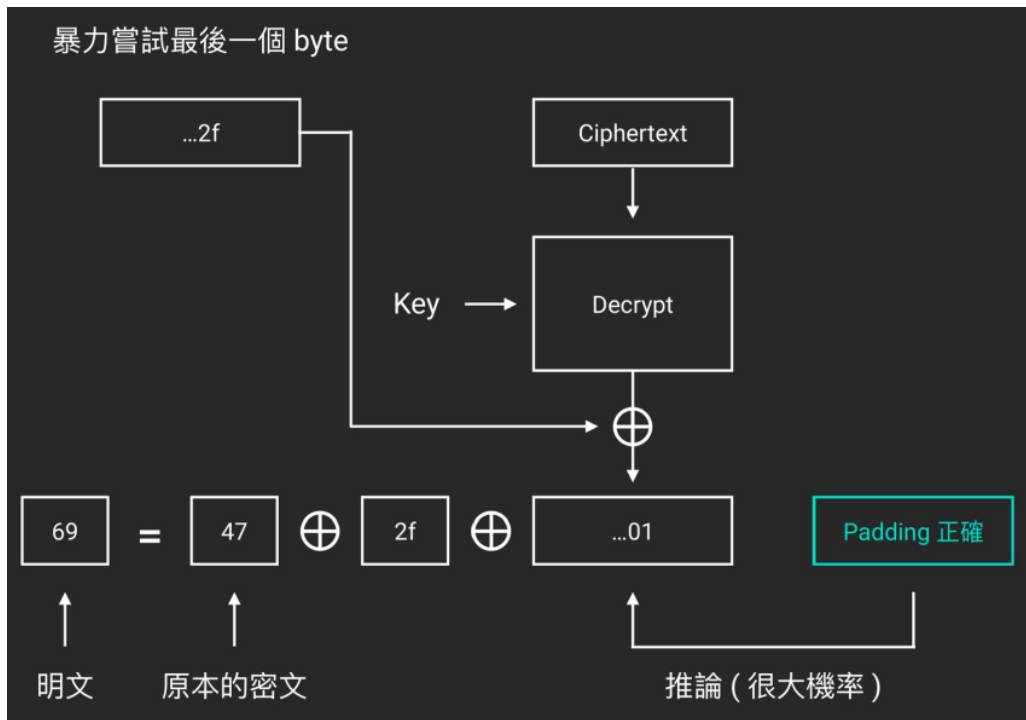 暴力嘗試最後一個 byte
...2f
Ciphertext
Key
Decrypt
69 = 47 ⊕ 2f ⊕ ...01
Padding 正確
明文
原本的密文
推論 ( 很大機率 )